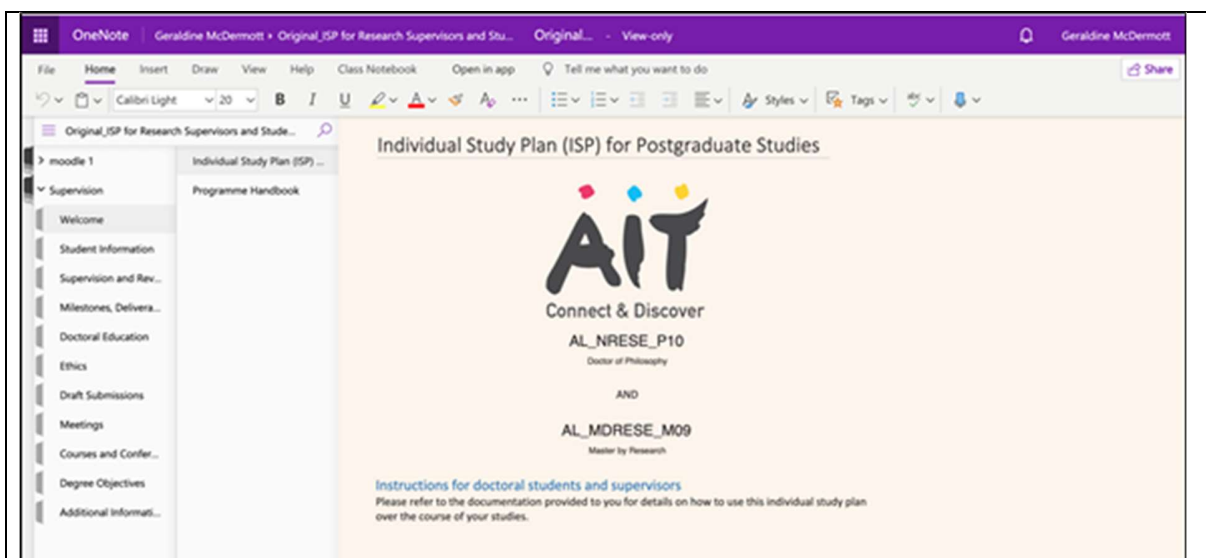 OneNote Geraldine McDermott › Original_ISP for Research Supervisors and Stu... Original... - View-only Geraldine McDermott
File Home Insert Draw View Help Class Notebook Open in app Tell me what you want to do Share
Calibri Light 20 B I U A A ... Styles Tags
Original_ISP for Research Supervisors and Stude...
moodle 1
Supervision
Welcome
Student Information
Supervision and Rev...
Milestones, Delivera...
Doctoral Education
Ethics
Draft Submissions
Meetings
Courses and Confer...
Degree Objectives
Additional Informati...
Individual Study Plan (ISP) ...
Programme Handbook
Individual Study Plan (ISP) for Postgraduate Studies
AIT
Connect & Discover
AL_NRESE_P10
Doctor of Philosophy
AND
AL_MDRESE_M09
Master by Research
Instructions for doctoral students and supervisors
Please refer to the documentation provided to you for details on how to use this individual study plan
over the course of your studies.